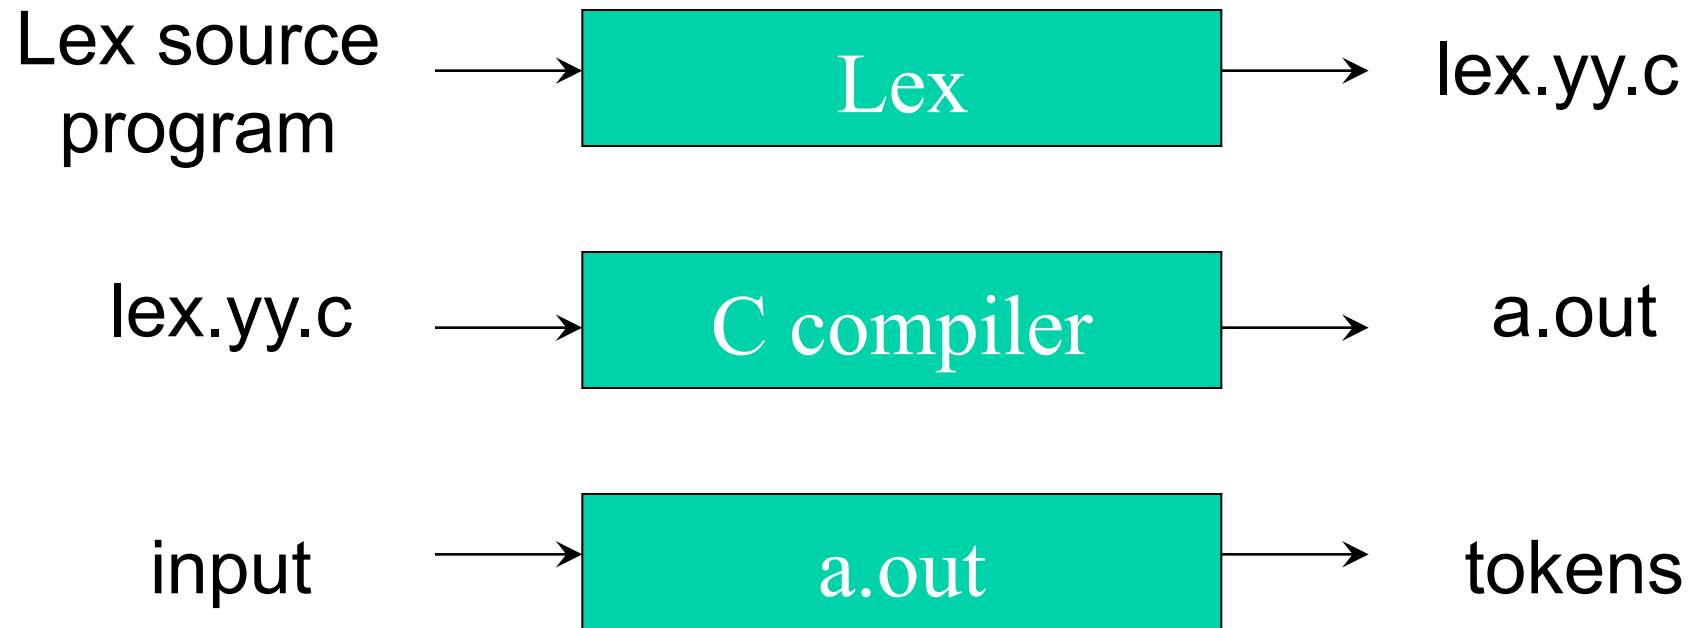 Lex source
program
Lex
lex.yy.c
lex.yy.c
C compiler
a.out
input
a.out
tokens